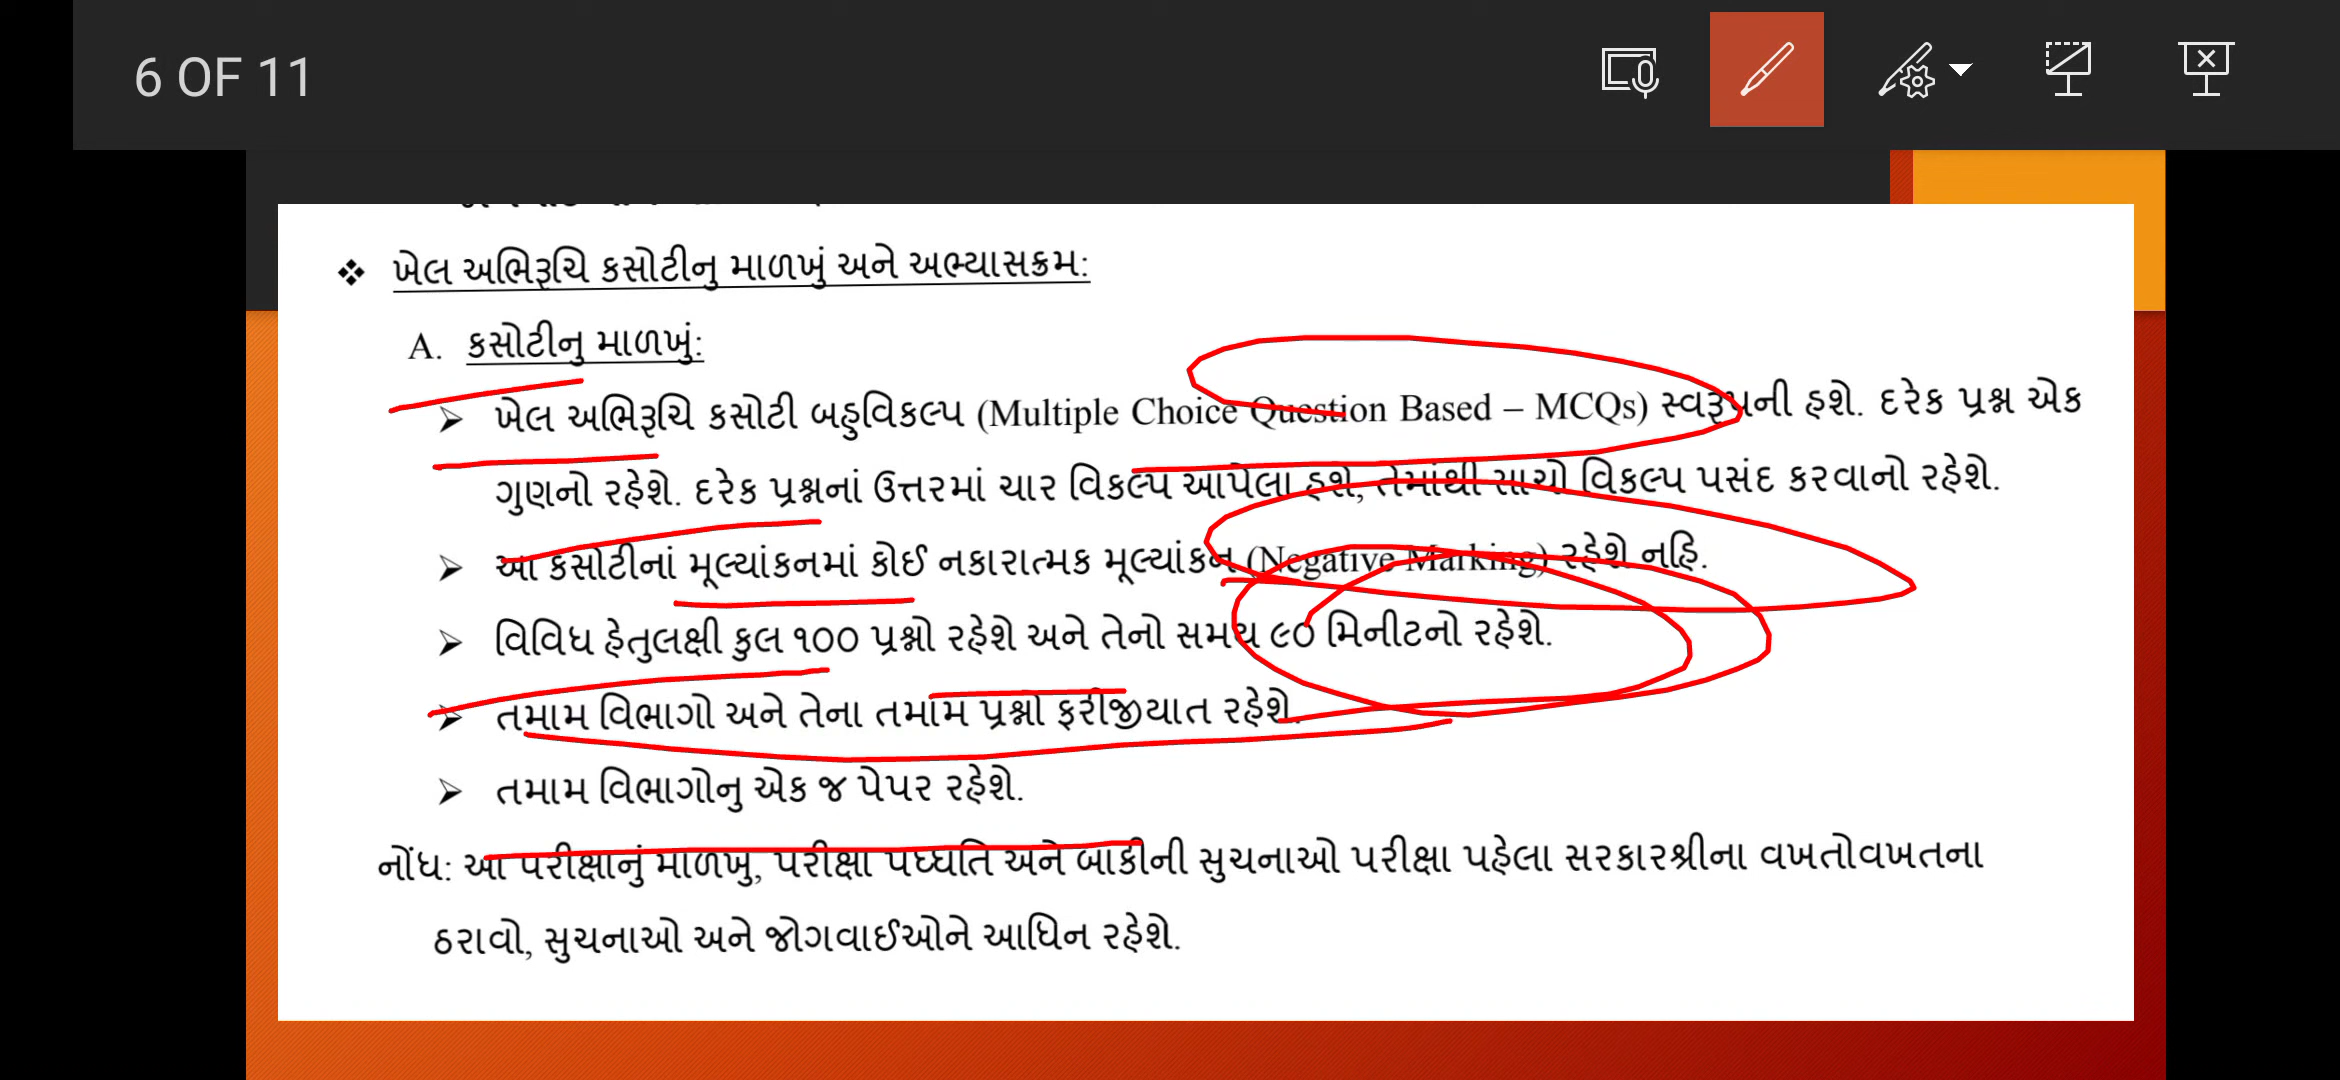 6 OF 11
❖ ખેલ અભિરૂચિ કસોટીનુ માળખું અને અભ્યાસક્રમ:
A. કસોટીનુ માળખું:
➢ ખેલ અભિરૂચિ કસોટી બહુવિકલ્પ (Multiple Choice Question Based – MCQs) સ્વરૂપની હશે. દરેક પ્રશ્ન એક
ગુણનો રહેશે. દરેક પ્રશ્નનાં ઉત્તરમાં ચાર વિકલ્પ આપેલા હશે, તેમાંથી સાચો વિકલ્પ પસંદ કરવાનો રહેશે.
➢ આ કસોટીનાં મૂલ્યાંકનમાં કોઈ નકારાત્મક મૂલ્યાંકન (Negative Marking) રહેશે નહિ.
➢ વિવિધ હેતુલક્ષી કુલ ૧૦૦ પ્રશ્નો રહેશે અને તેનો સમય ૯૦ મિનીટનો રહેશે.
➢ તમામ વિભાગો અને તેના તમામ પ્રશ્નો ફરીજીયાત રહેશે.
➢ તમામ વિભાગોનુ એક જ પેપર રહેશે.
નોંધ: આ પરીક્ષાનું માળખુ, પરીક્ષા પધ્ધતિ અને બાકીની સુચનાઓ પરીક્ષા પહેલા સરકારશ્રીના વખતોવખતના
ઠરાવો, સુચનાઓ અને જોગવાઈઓને આધિન રહેશે.